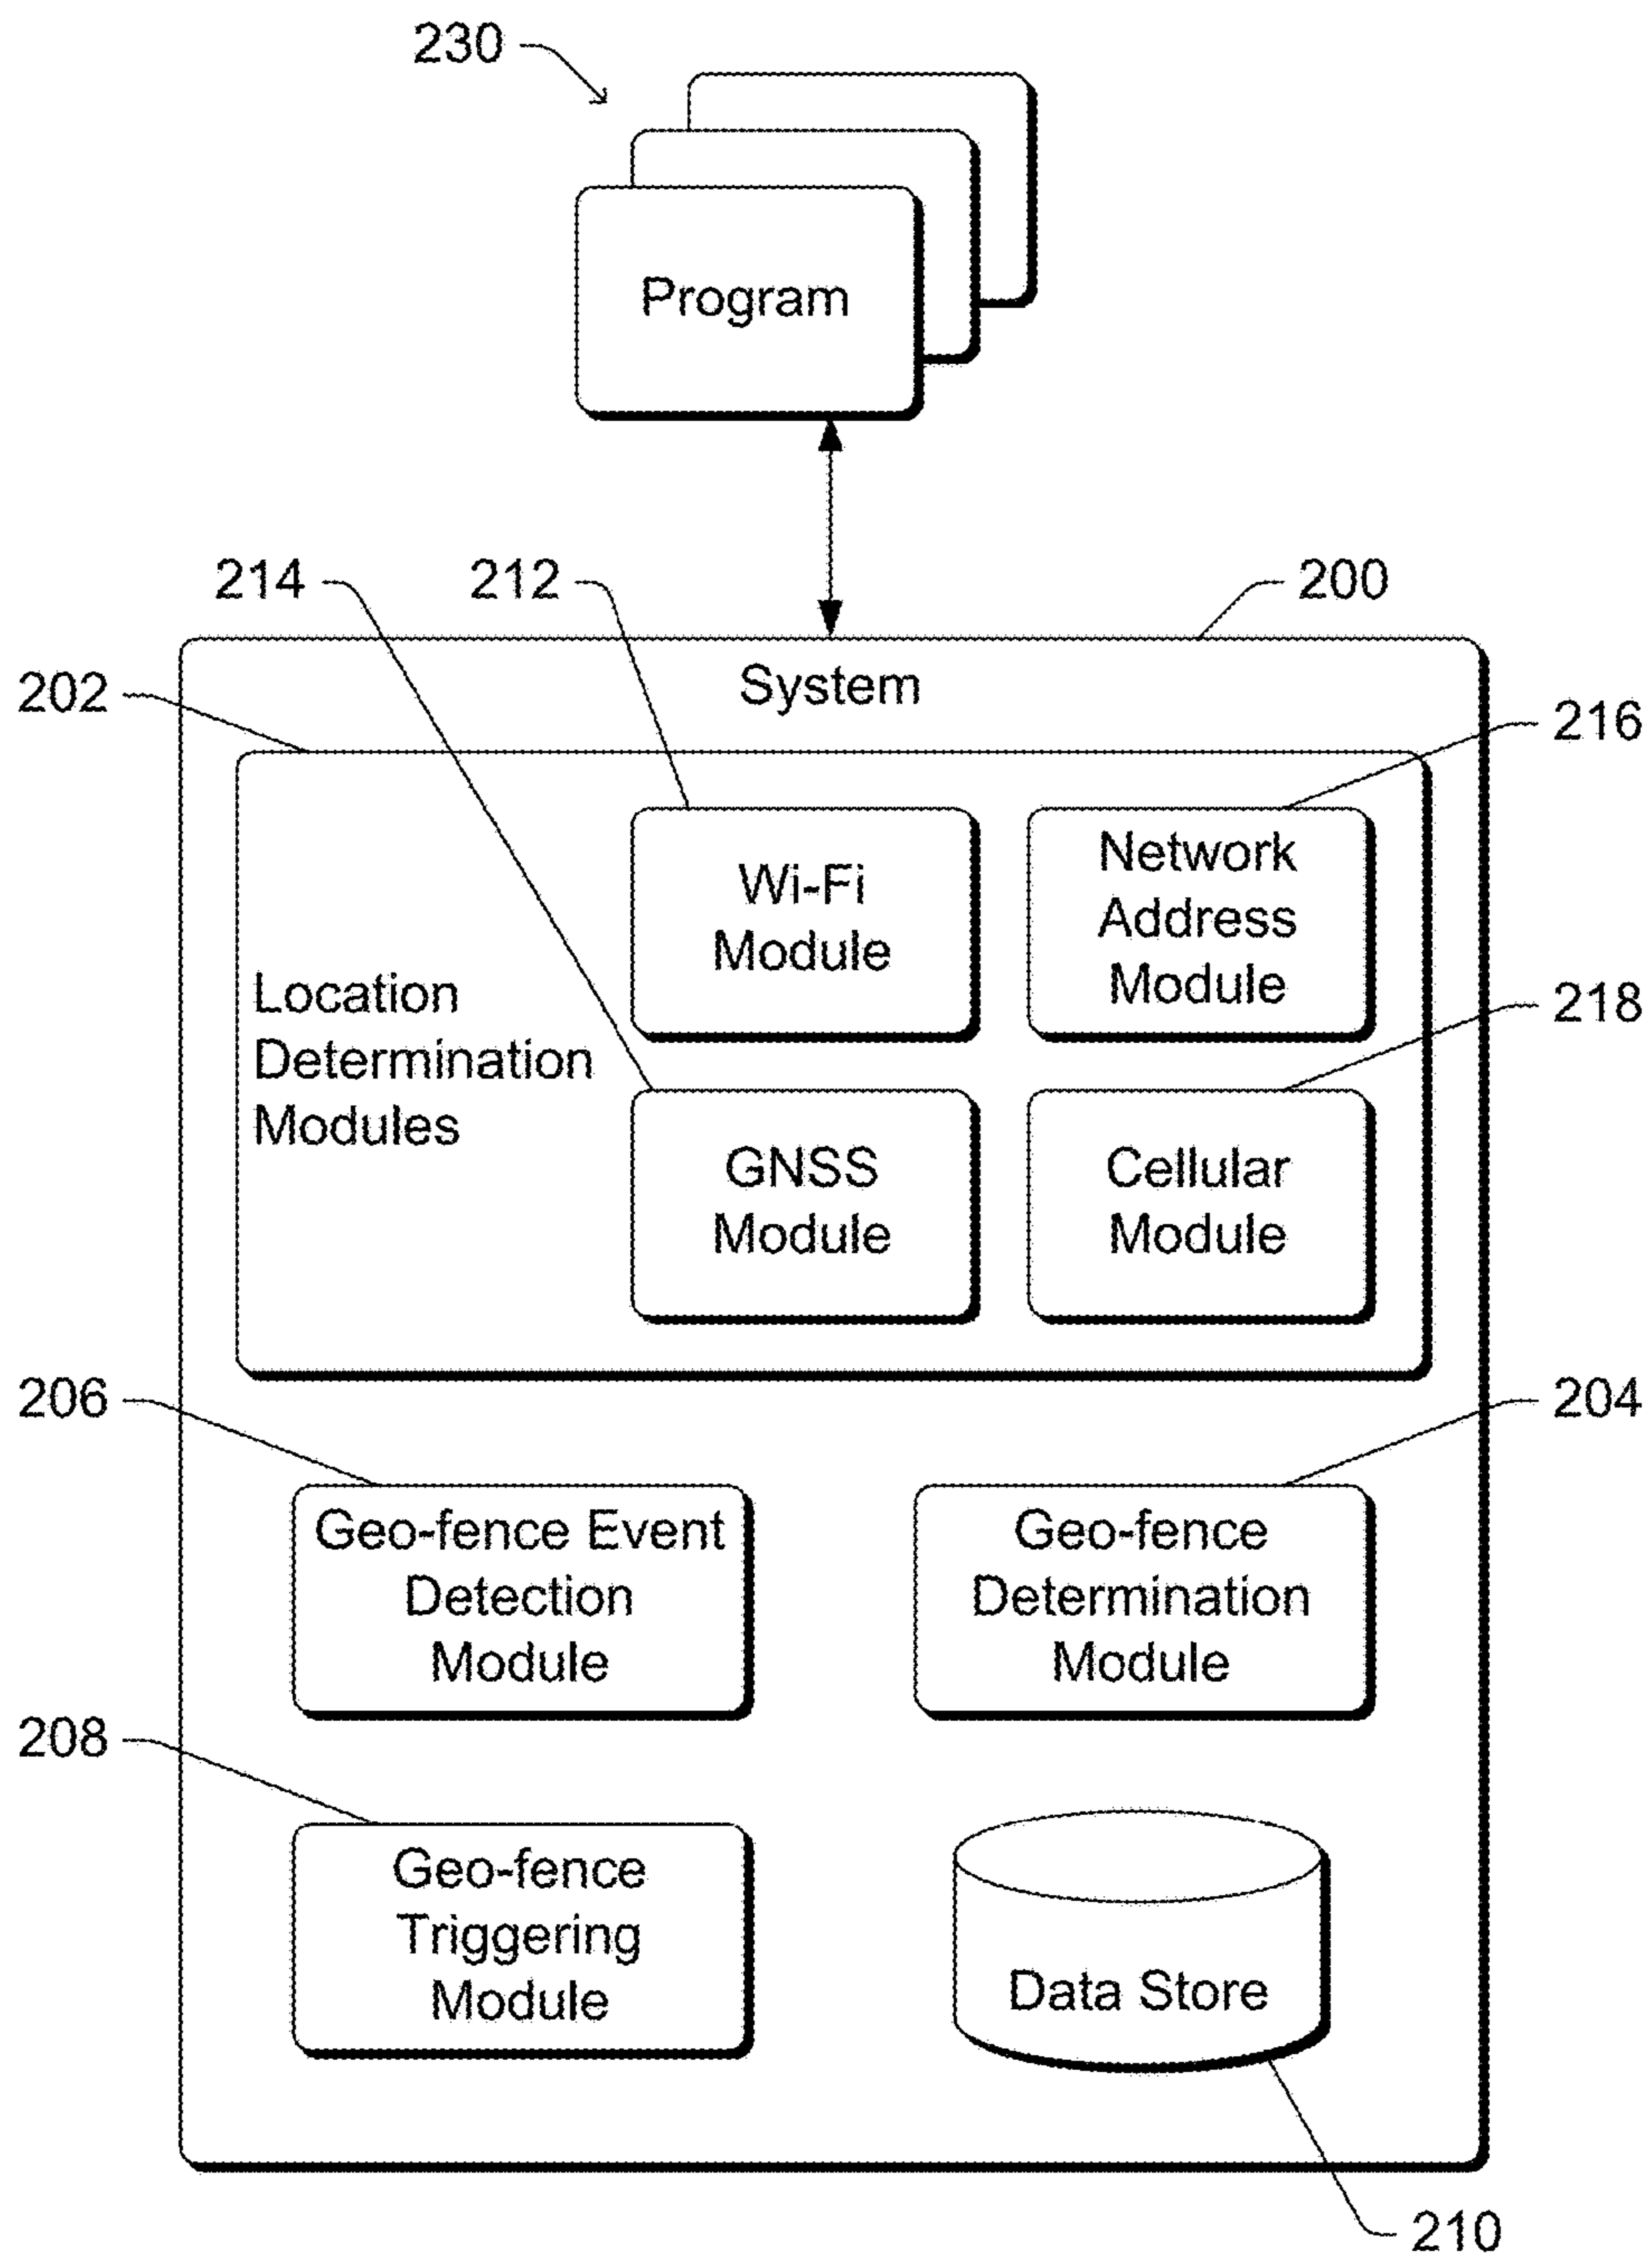 230
Program
214
212
200
202
System
216
Wi-Fi
Module
Network
Address
Module
Location
Determination
Modules
218
GNSS
Module
Cellular
Module
206
204
Geo-fence Event
Detection
Module
Geo-fence
Determination
Module
208
Geo-fence
Triggering
Module
Data Store
210